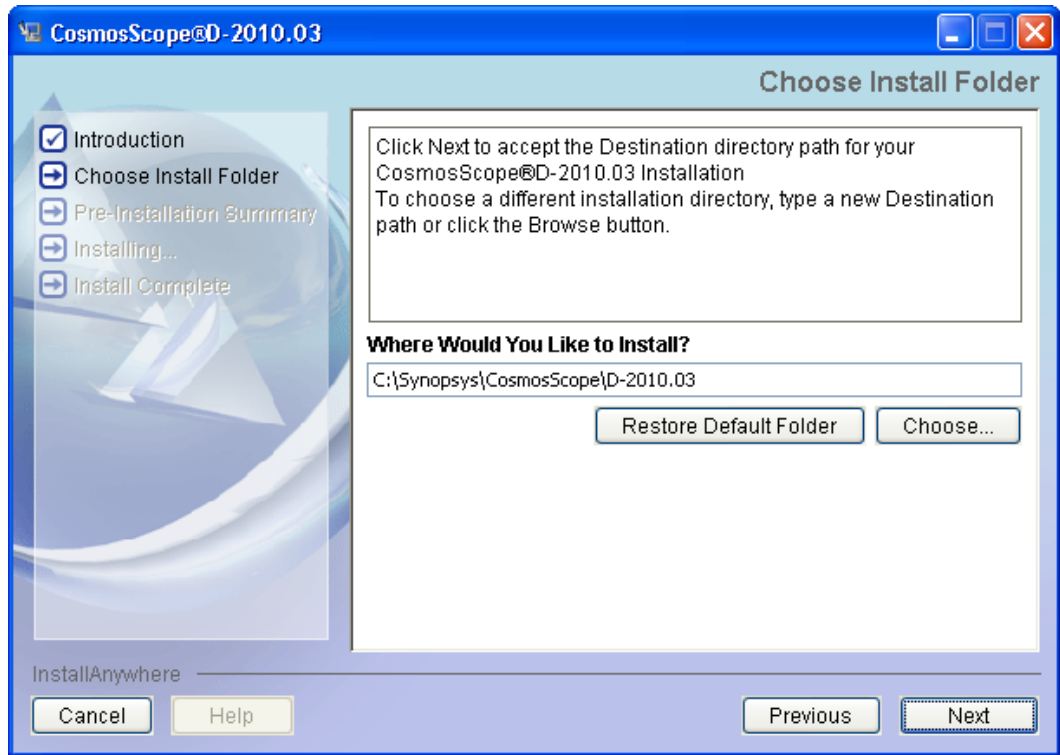 CosmosScope®D-2010.03
Choose Install Folder
Introduction
Choose Install Folder
Pre-Installation Summary
Installing...
Install Complete
Click Next to accept the Destination directory path for your
CosmosScope®D-2010.03 Installation
To choose a different installation directory, type a new Destination
path or click the Browse button.
Where Would You Like to Install?
C:\Synopsys\CosmosScope\D-2010.03
Restore Default Folder
Choose...
InstallAnywhere
Cancel
Help
Previous
Next